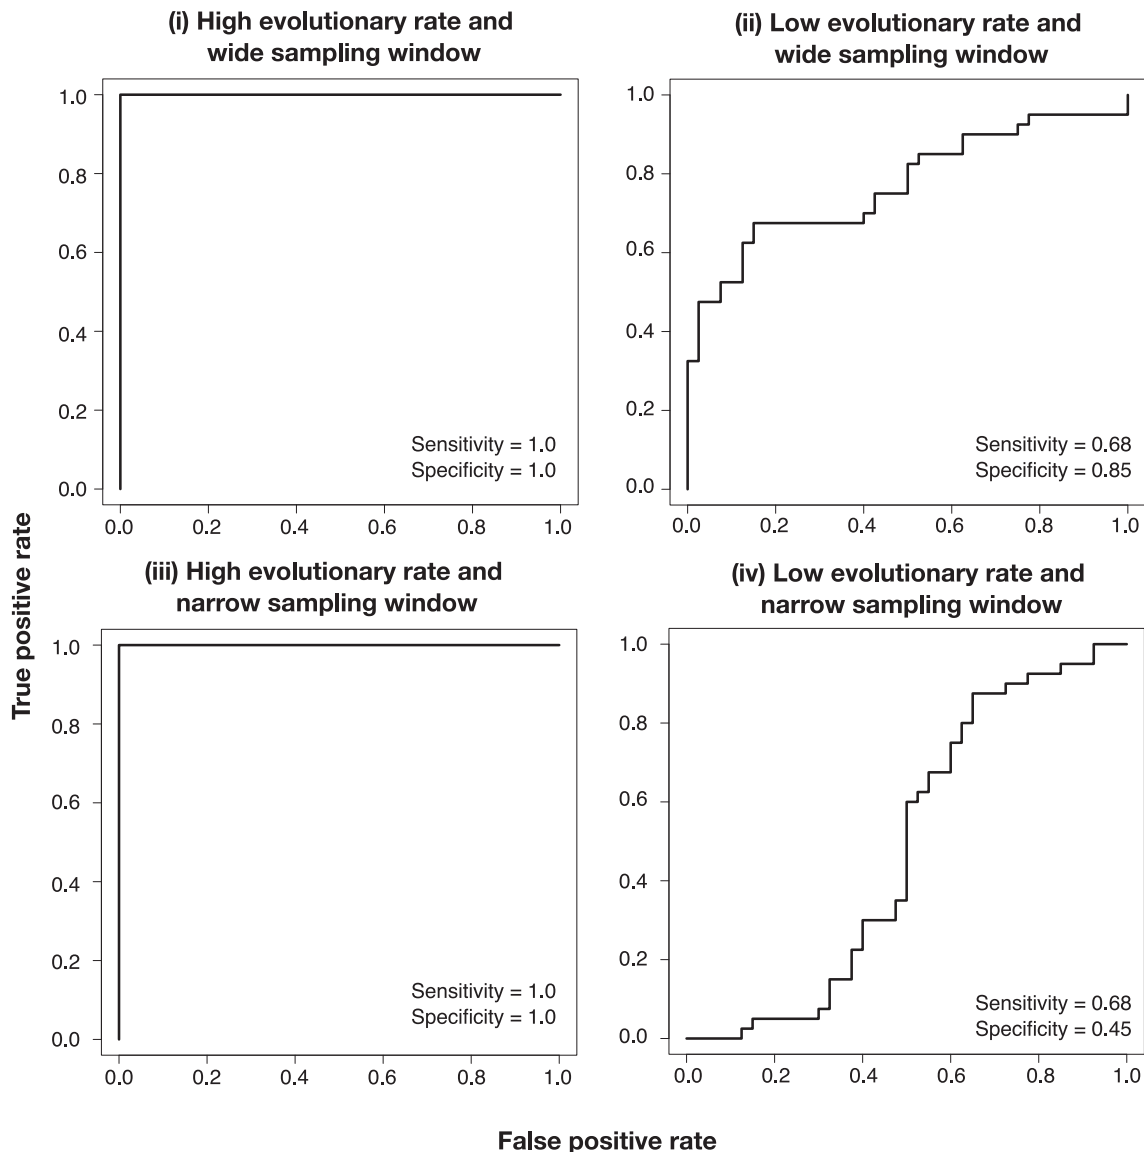 (i) High evolutionary rate and
wide sampling window
1.0
0.8
0.6
0.4
0.2
0.0
Sensitivity = 1.0
Specificity = 1.0
0.0 0.2 0.4 0.6 0.8 1.0
(ii) Low evolutionary rate and
wide sampling window
1.0
0.8
0.6
0.4
0.2
0.0
Sensitivity = 0.68
Specificity = 0.85
0.0 0.2 0.4 0.6 0.8 1.0
(iii) High evolutionary rate and
narrow sampling window
1.0
0.8
0.6
0.4
0.2
0.0
Sensitivity = 1.0
Specificity = 1.0
0.0 0.2 0.4 0.6 0.8 1.0
(iv) Low evolutionary rate and
narrow sampling window
1.0
0.8
0.6
0.4
0.2
0.0
Sensitivity = 0.68
Specificity = 0.45
0.0 0.2 0.4 0.6 0.8 1.0
True positive rate
False positive rate